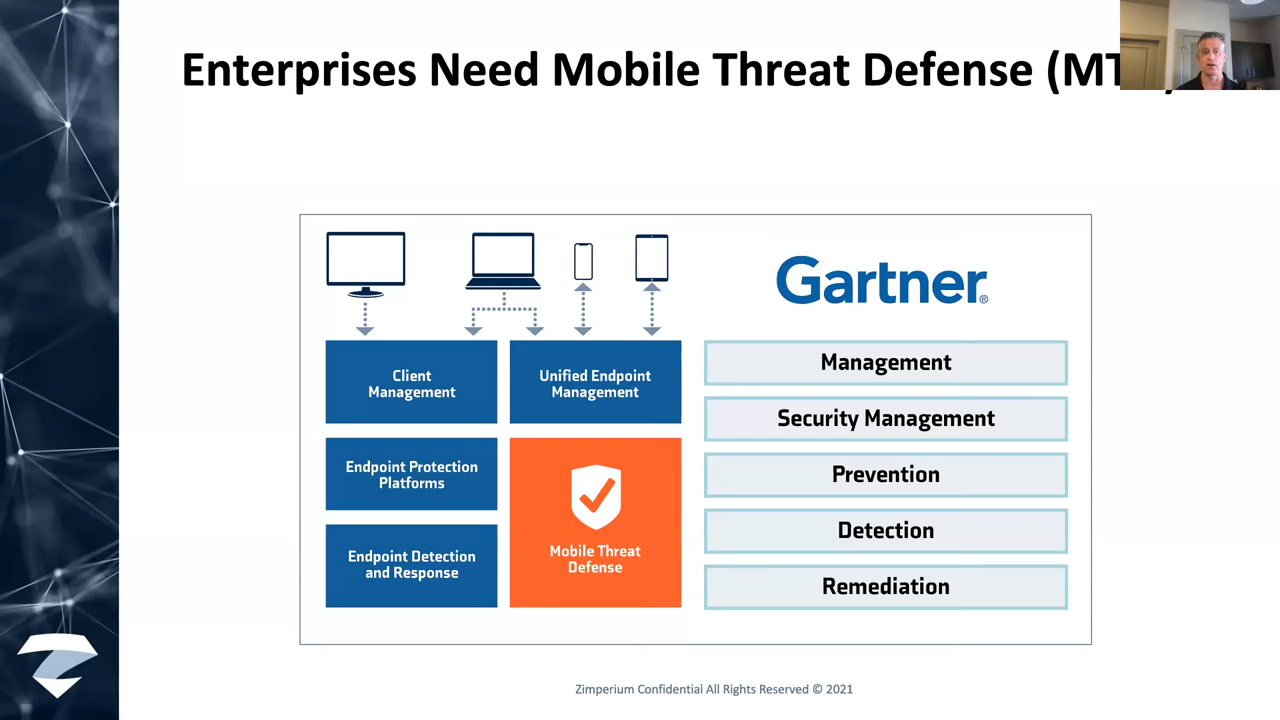 Enterprises Need Mobile Threat Defense
Gartner®
Client
Management
Unified Endpoint
Management
Endpoint Protection
Platforms
Endpoint Detection
and Response
Mobile Threat
Defense
Management
Security Management
Prevention
Detection
Remediation
Zimperium Confidential All Rights Reserved © 2021